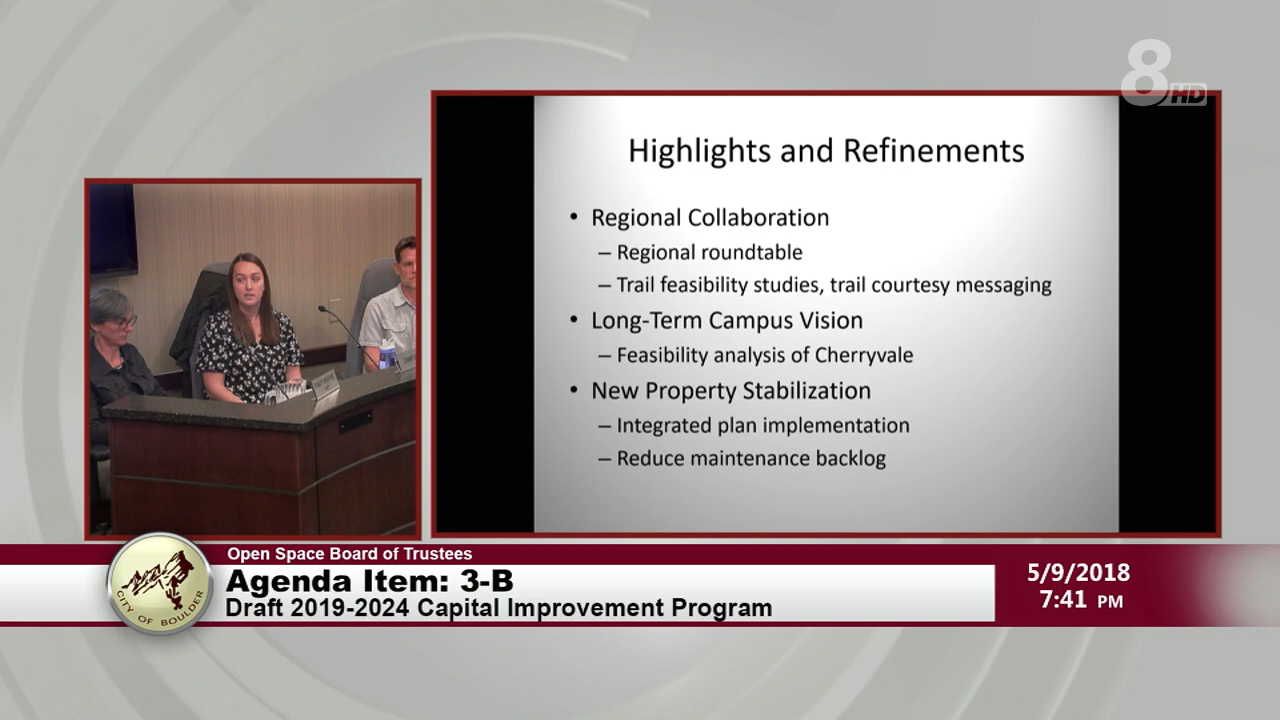 8HD
Highlights and Refinements
• Regional Collaboration
– Regional roundtable
– Trail feasibility studies, trail courtesy messaging
• Long-Term Campus Vision
– Feasibility analysis of Cherryvale
• New Property Stabilization
– Integrated plan implementation
– Reduce maintenance backlog
Open Space Board of Trustees
Agenda Item: 3-B
Draft 2019-2024 Capital Improvement Program
5/9/2018
7:41 PM
CITY OF BOULDER